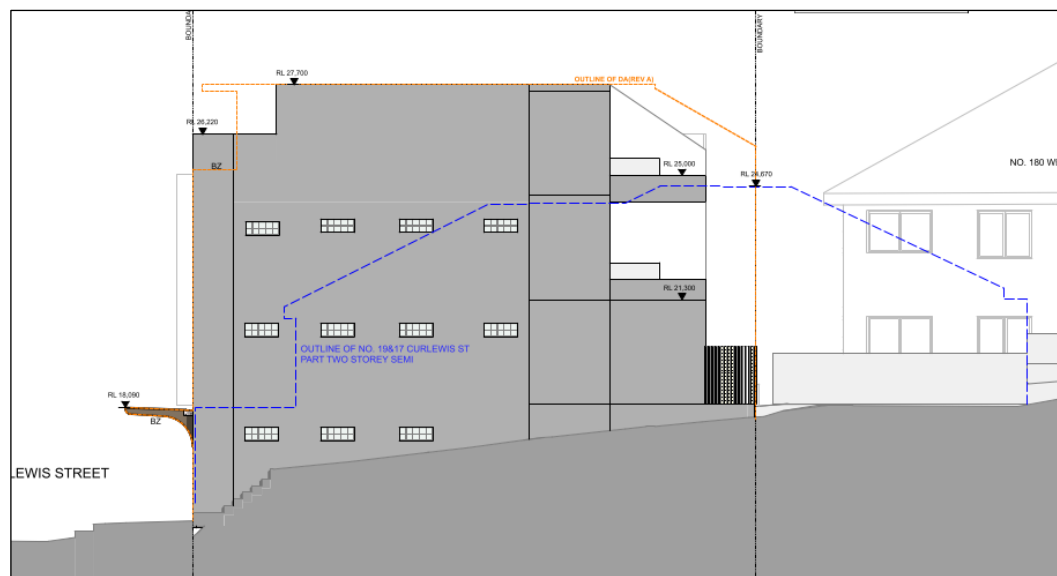 BOUNDA
BOUNDARY
RL 27,700
OUTLINE OF DA(REV A)
RL 26,220
BZ
RL 25,000
RL 24,670
NO. 180 WE
RL 21,300
OUTLINE OF NO. 19&17 CURLEWIS ST
PART TWO STOREY SEMI
RL 18,090
BZ
LEWIS STREET